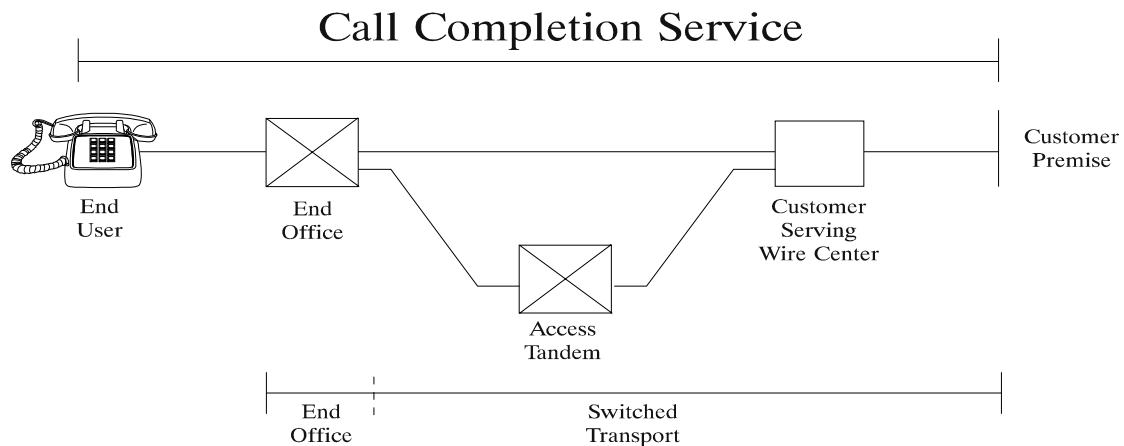 Call Completion Service
Customer
Premise
End
User
End
Office
Customer
Serving
Wire Center
Access
Tandem
End
Office
Switched
Transport